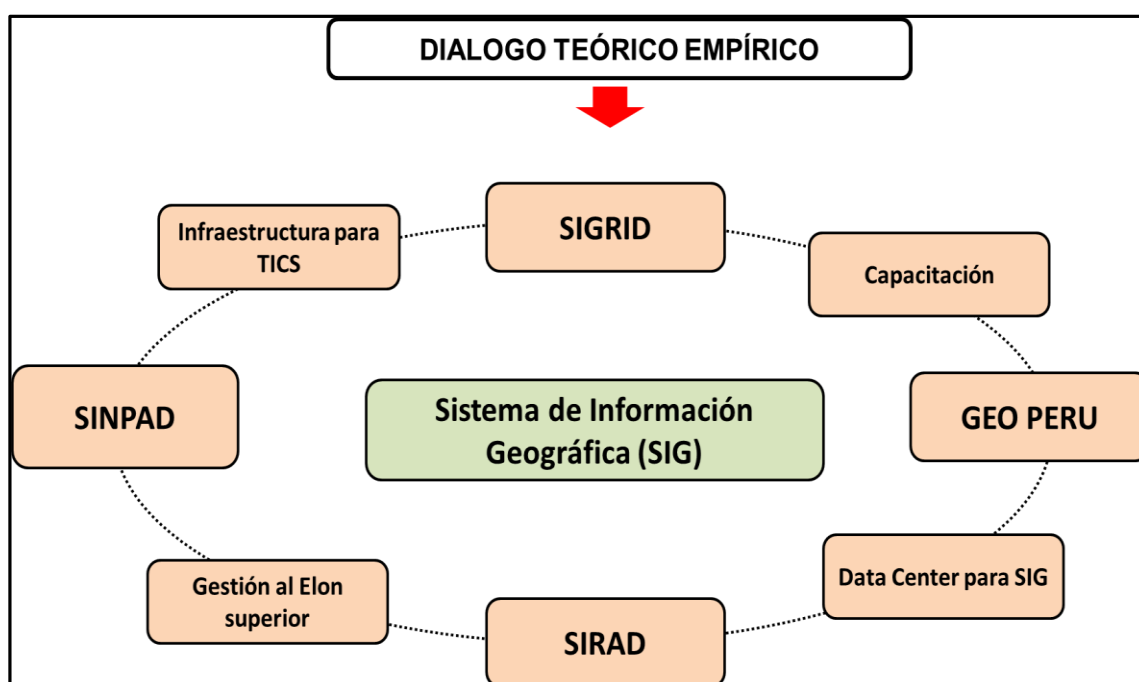 DIALOGO TEÓRICO EMPÍRICO
SIGRID
Infraestructura para
TICS
Capacitación
SINPAD
Sistema de Información
Geográfica (SIG)
GEO PERU
Gestión al Elon
superior
Data Center para SIG
SIRAD